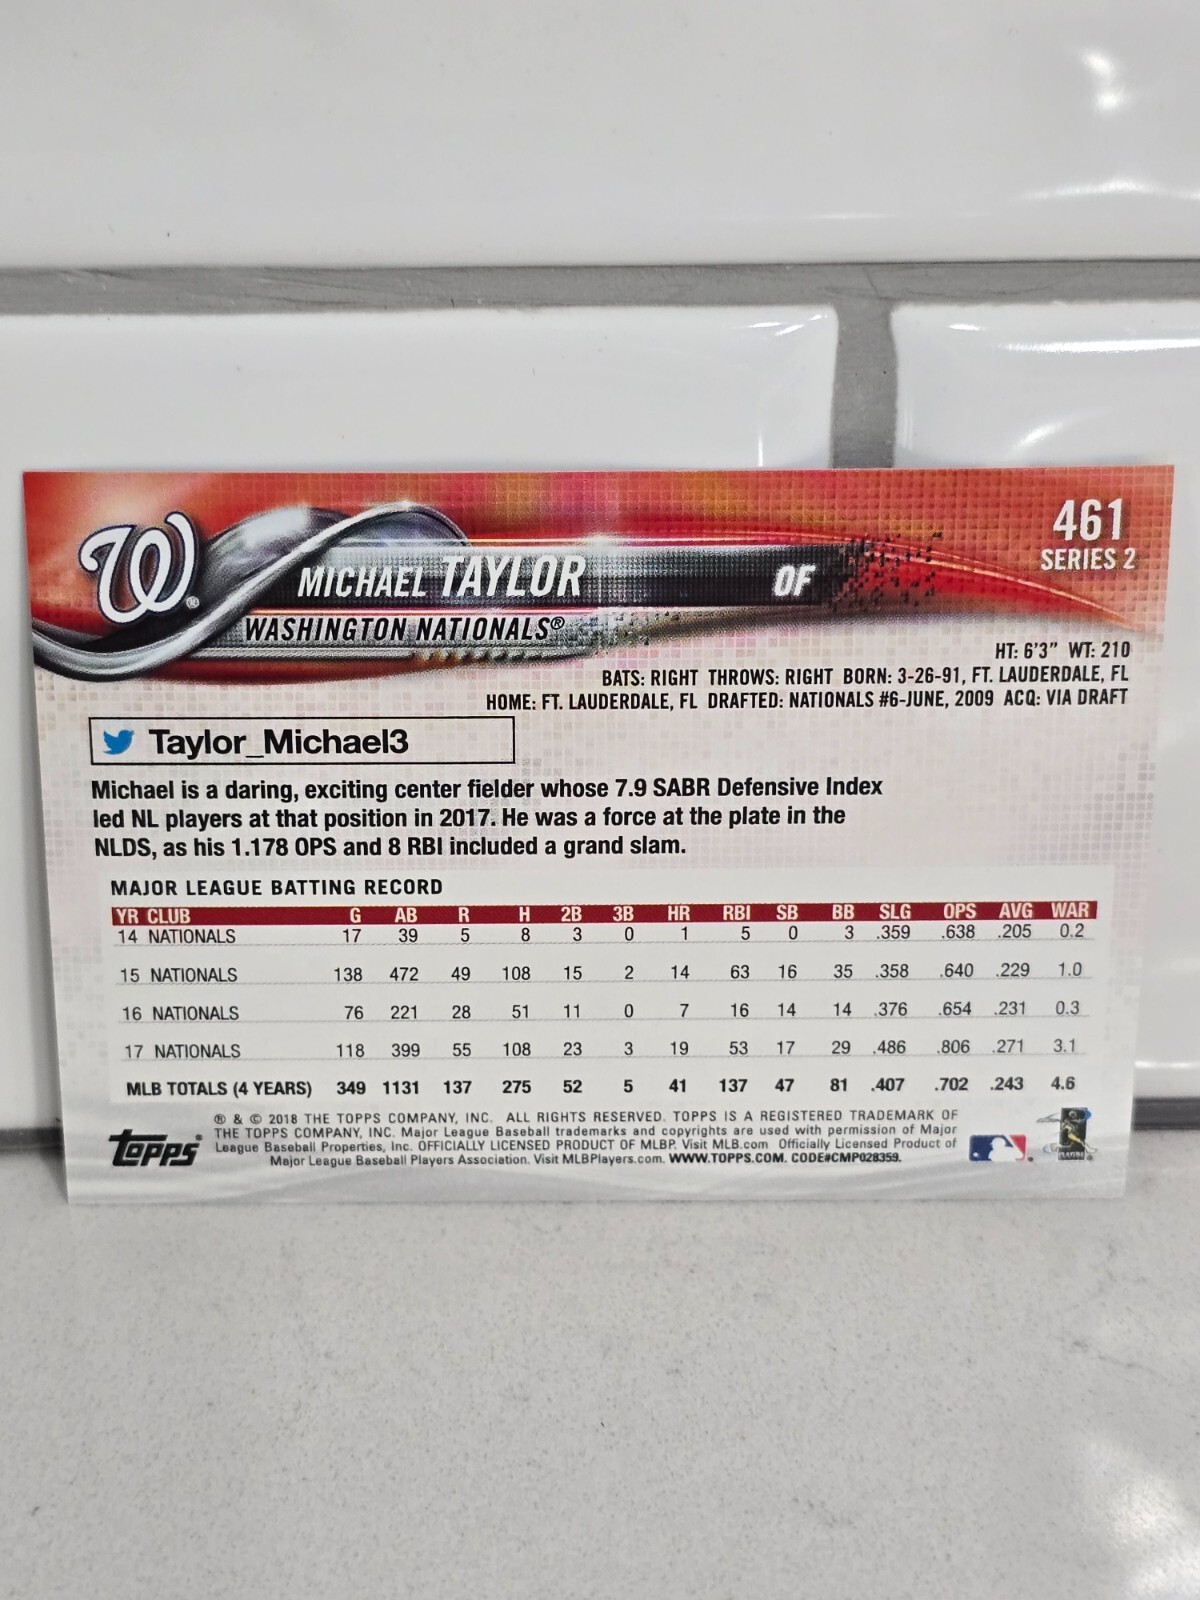 W®
461
SERIES 2
MICHAEL TAYLOR OF
WASHINGTON NATIONALS®
HT: 6'3" WT: 210
BATS: RIGHT THROWS: RIGHT BORN: 3-26-91, FT. LAUDERDALE, FL
HOME: FT. LAUDERDALE, FL DRAFTED: NATIONALS #6-JUNE, 2009 ACQ: VIA DRAFT
Taylor_Michael3
Michael is a daring, exciting center fielder whose 7.9 SABR Defensive Index
led NL players at that position in 2017. He was a force at the plate in the
NLDS, as his 1.178 OPS and 8 RBI included a grand slam.
MAJOR LEAGUE BATTING RECORD
YR CLUB G AB R H 2B 3B HR RBI SB BB SLG OPS AVG WAR
14 NATIONALS 17 39 5 8 3 0 1 5 0 3 .359 .638 .205 0.2
15 NATIONALS 138 472 49 108 15 2 14 63 16 35 .358 .640 .229 1.0
16 NATIONALS 76 221 28 51 11 0 7 16 14 14 .376 .654 .231 0.3
17 NATIONALS 118 399 55 108 23 3 19 53 17 29 .486 .806 .271 3.1
MLB TOTALS (4 YEARS) 349 1131 137 275 52 5 41 137 47 81 .407 .702 .243 4.6
® & © 2018 THE TOPPS COMPANY, INC. ALL RIGHTS RESERVED. TOPPS IS A REGISTERED TRADEMARK OF
THE TOPPS COMPANY, INC. Major League Baseball trademarks and copyrights are used with permission of Major
League Baseball Properties, Inc. OFFICIALLY LICENSED PRODUCT OF MLBP. Visit MLB.com Officially Licensed Product of
Major League Baseball Players Association. Visit MLBPlayers.com. WWW.TOPPS.COM. CODE#CMP028359.
topps®